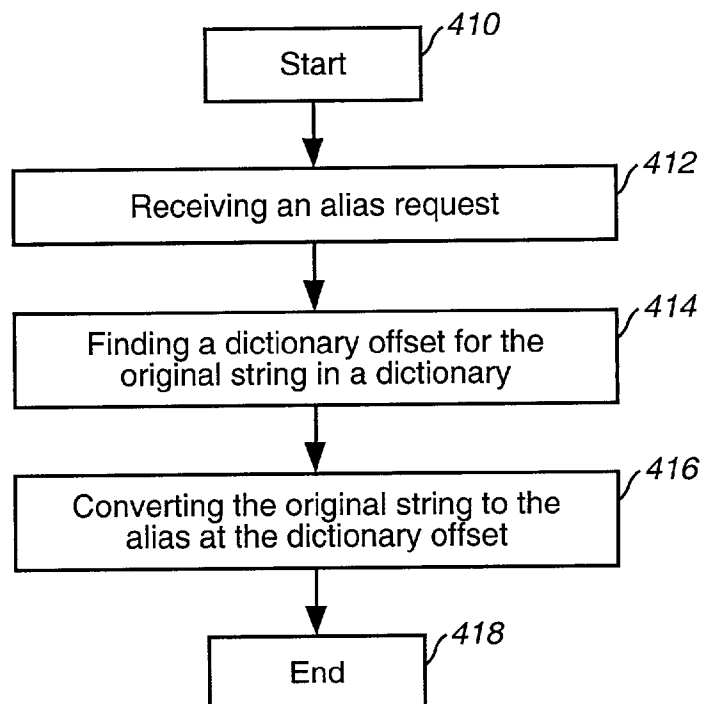 410
Start
412
Receiving an alias request
414
Finding a dictionary offset for the
original string in a dictionary
416
Converting the original string to the
alias at the dictionary offset
418
End